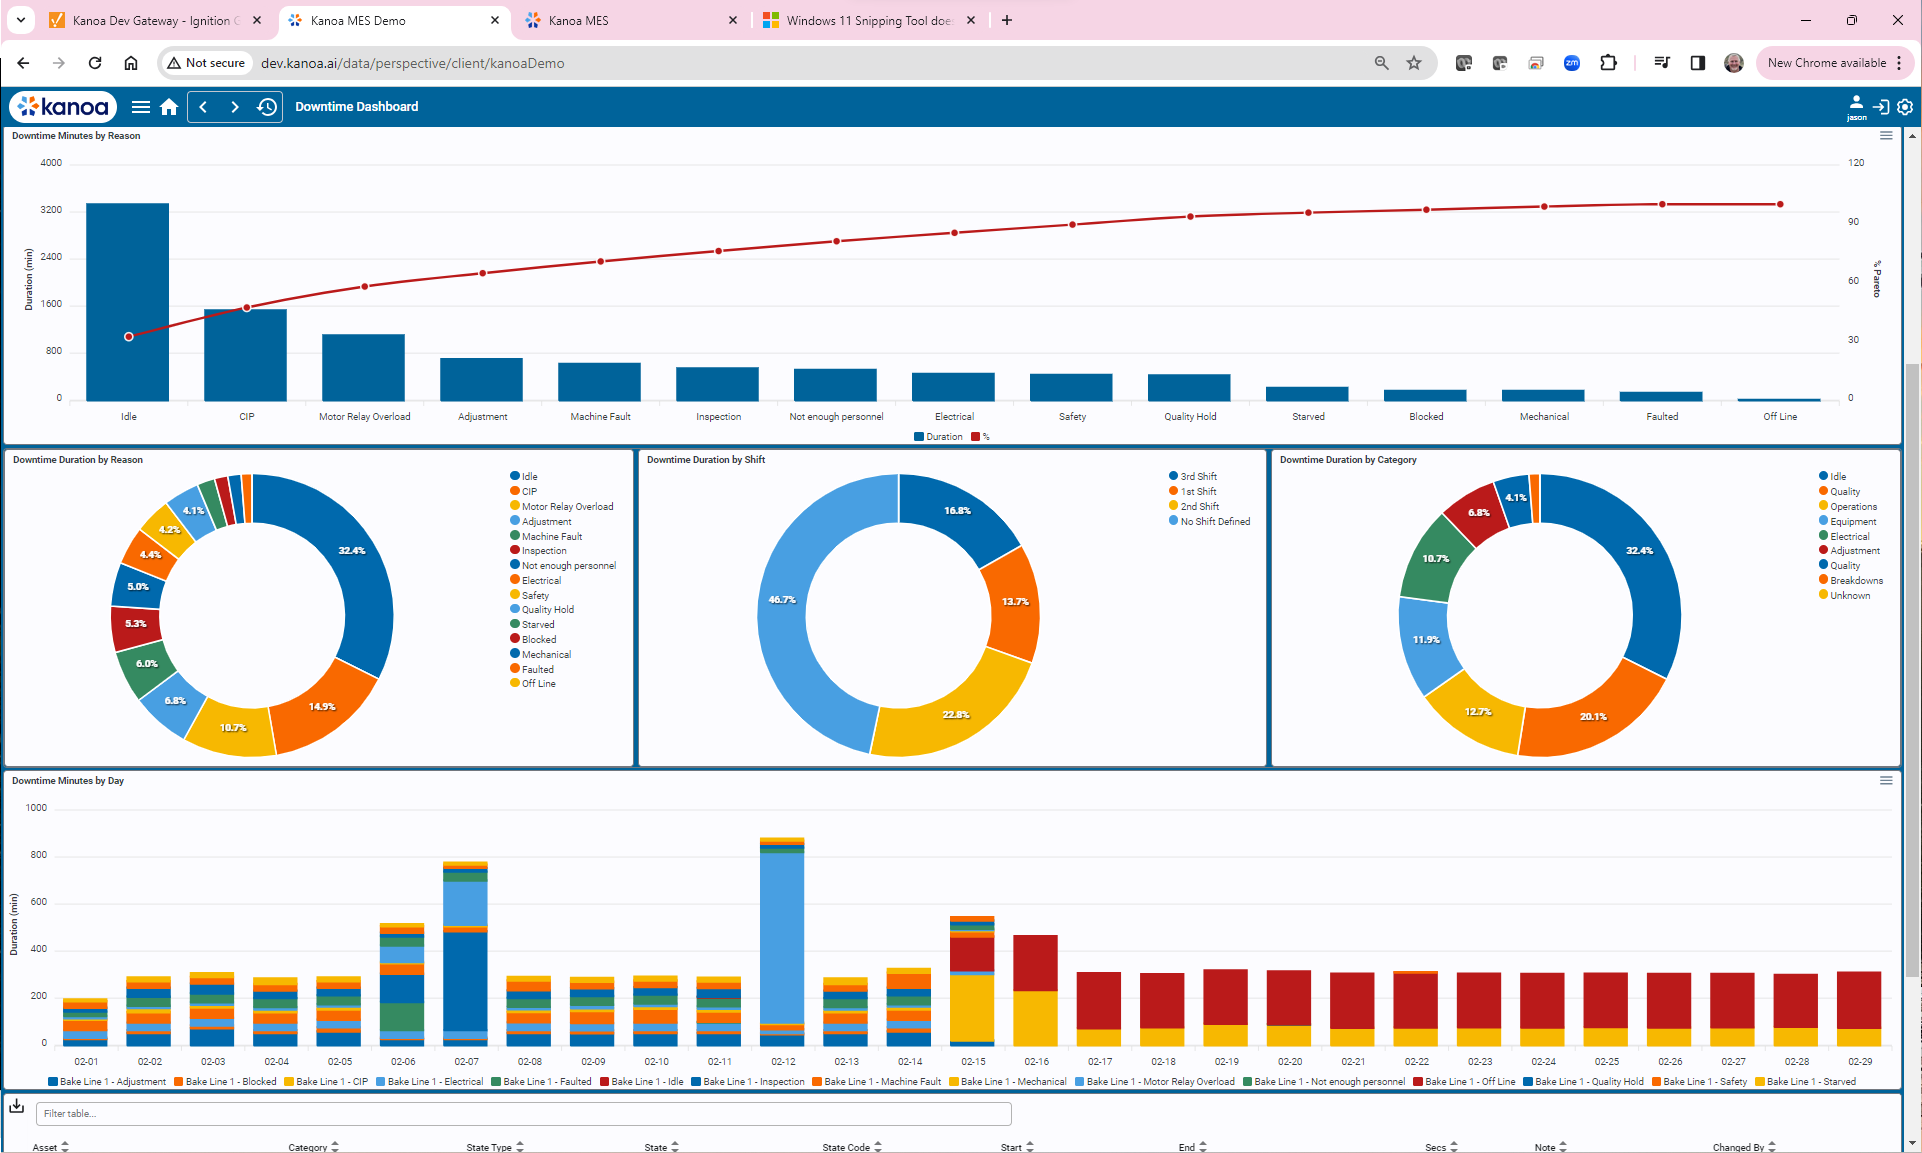 Kanoa Dev Gateway - Ignition G
Kanoa MES Demo
Kanoa MES
Windows 11 Snipping Tool does
Not secure
dev.kanoa.ai/data/perspective/client/kanoaDemo
zm
New Chrome available
kanoa
Downtime Dashboard
jason
Downtime Minutes by Reason
4000
3200
2400
1600
800
0
Duration (min)
120
90
60
30
0
% Pareto
Idle
CIP
Motor Relay Overload
Adjustment
Machine Fault
Inspection
Not enough personnel
Electrical
Safety
Quality Hold
Starved
Blocked
Mechanical
Faulted
Off Line
Duration
%
Downtime Duration by Reason
32.4%
14.9%
10.7%
6.8%
6.0%
5.3%
5.0%
4.4%
4.2%
4.1%
Idle
CIP
Motor Relay Overload
Adjustment
Machine Fault
Inspection
Not enough personnel
Electrical
Safety
Quality Hold
Starved
Blocked
Mechanical
Faulted
Off Line
Downtime Duration by Shift
16.8%
13.7%
22.8%
46.7%
3rd Shift
1st Shift
2nd Shift
No Shift Defined
Downtime Duration by Category
32.4%
20.1%
12.7%
11.9%
10.7%
6.8%
4.1%
Idle
Quality
Operations
Equipment
Electrical
Adjustment
Quality
Breakdowns
Unknown
Downtime Minutes by Day
1000
800
600
400
200
0
Duration (min)
02-01
02-02
02-03
02-04
02-05
02-06
02-07
02-08
02-09
02-10
02-11
02-12
02-13
02-14
02-15
02-16
02-17
02-18
02-19
02-20
02-21
02-22
02-23
02-24
02-25
02-26
02-27
02-28
02-29
Bake Line 1 - Adjustment
Bake Line 1 - Blocked
Bake Line 1 - CIP
Bake Line 1 - Electrical
Bake Line 1 - Faulted
Bake Line 1 - Idle
Bake Line 1 - Inspection
Bake Line 1 - Machine Fault
Bake Line 1 - Mechanical
Bake Line 1 - Motor Relay Overload
Bake Line 1 - Not enough personnel
Bake Line 1 - Off Line
Bake Line 1 - Quality Hold
Bake Line 1 - Safety
Bake Line 1 - Starved
Filter table...
Asset
Category
State Type
State
State Code
Start
End
Secs
Note
Changed By